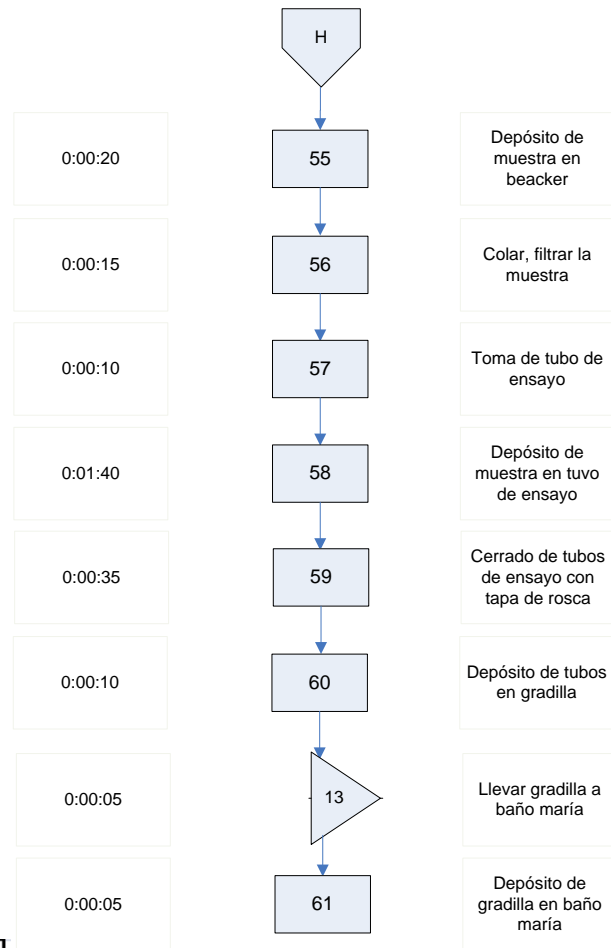 H
0:00:20
55
Depósito de
muestra en
beacker
0:00:15
56
Colar, filtrar la
muestra
0:00:10
57
Toma de tubo de
ensayo
0:01:40
58
Depósito de
muestra en tuvo
de ensayo
0:00:35
59
Cerrado de tubos
de ensayo con
tapa de rosca
0:00:10
60
Depósito de tubos
en gradilla
0:00:05
13
Llevar gradilla a
baño maría
0:00:05
61
Depósito de
gradilla en baño
maría